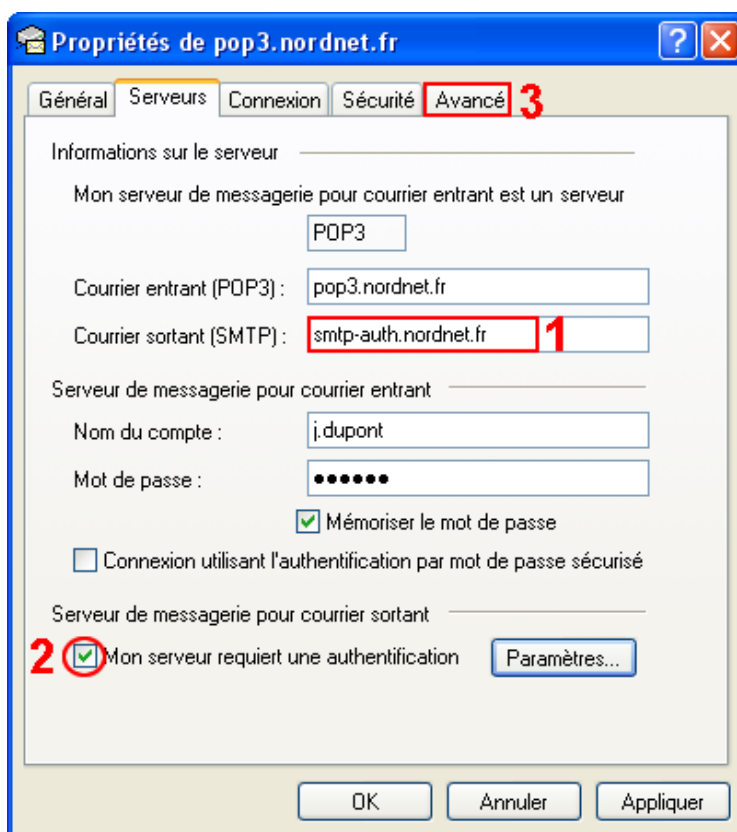 Propriétés de pop3.nordnet.fr
Général Serveurs Connexion Sécurité Avancé 3
Informations sur le serveur
Mon serveur de messagerie pour courrier entrant est un serveur
POP3
Courrier entrant (POP3) : pop3.nordnet.fr
Courrier sortant (SMTP) : smtp-auth.nordnet.fr 1
Serveur de messagerie pour courrier entrant
Nom du compte : j.dupont
Mot de passe : ●●●●●●
Mémoriser le mot de passe
Connexion utilisant l'authentification par mot de passe sécurisé
Serveur de messagerie pour courrier sortant
2 Mon serveur requiert une authentification Paramètres...
OK Annuler Appliquer